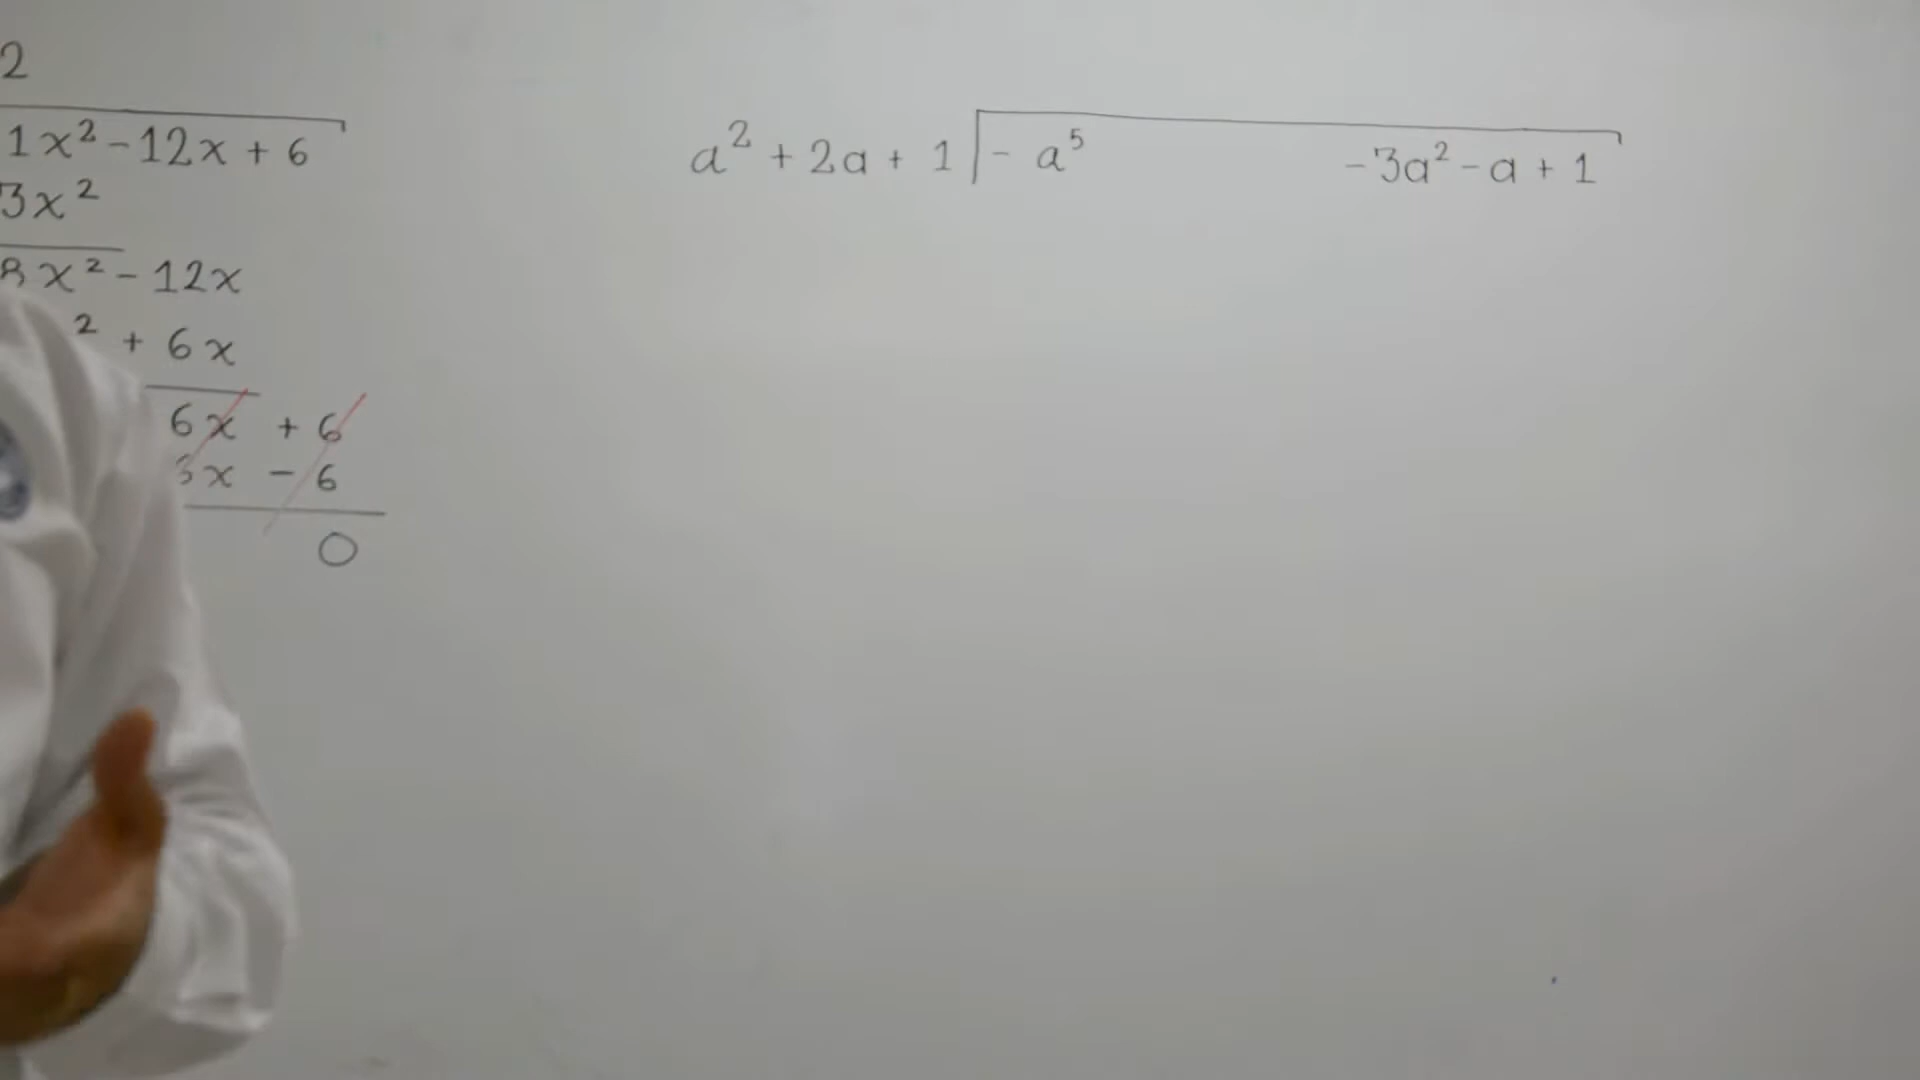 2
1x² - 12x + 6
3x²
8x² - 12x
² + 6x
6x + 6
3x - 6
0
a² + 2a + 1 | - a⁵ - 3a² - a + 1